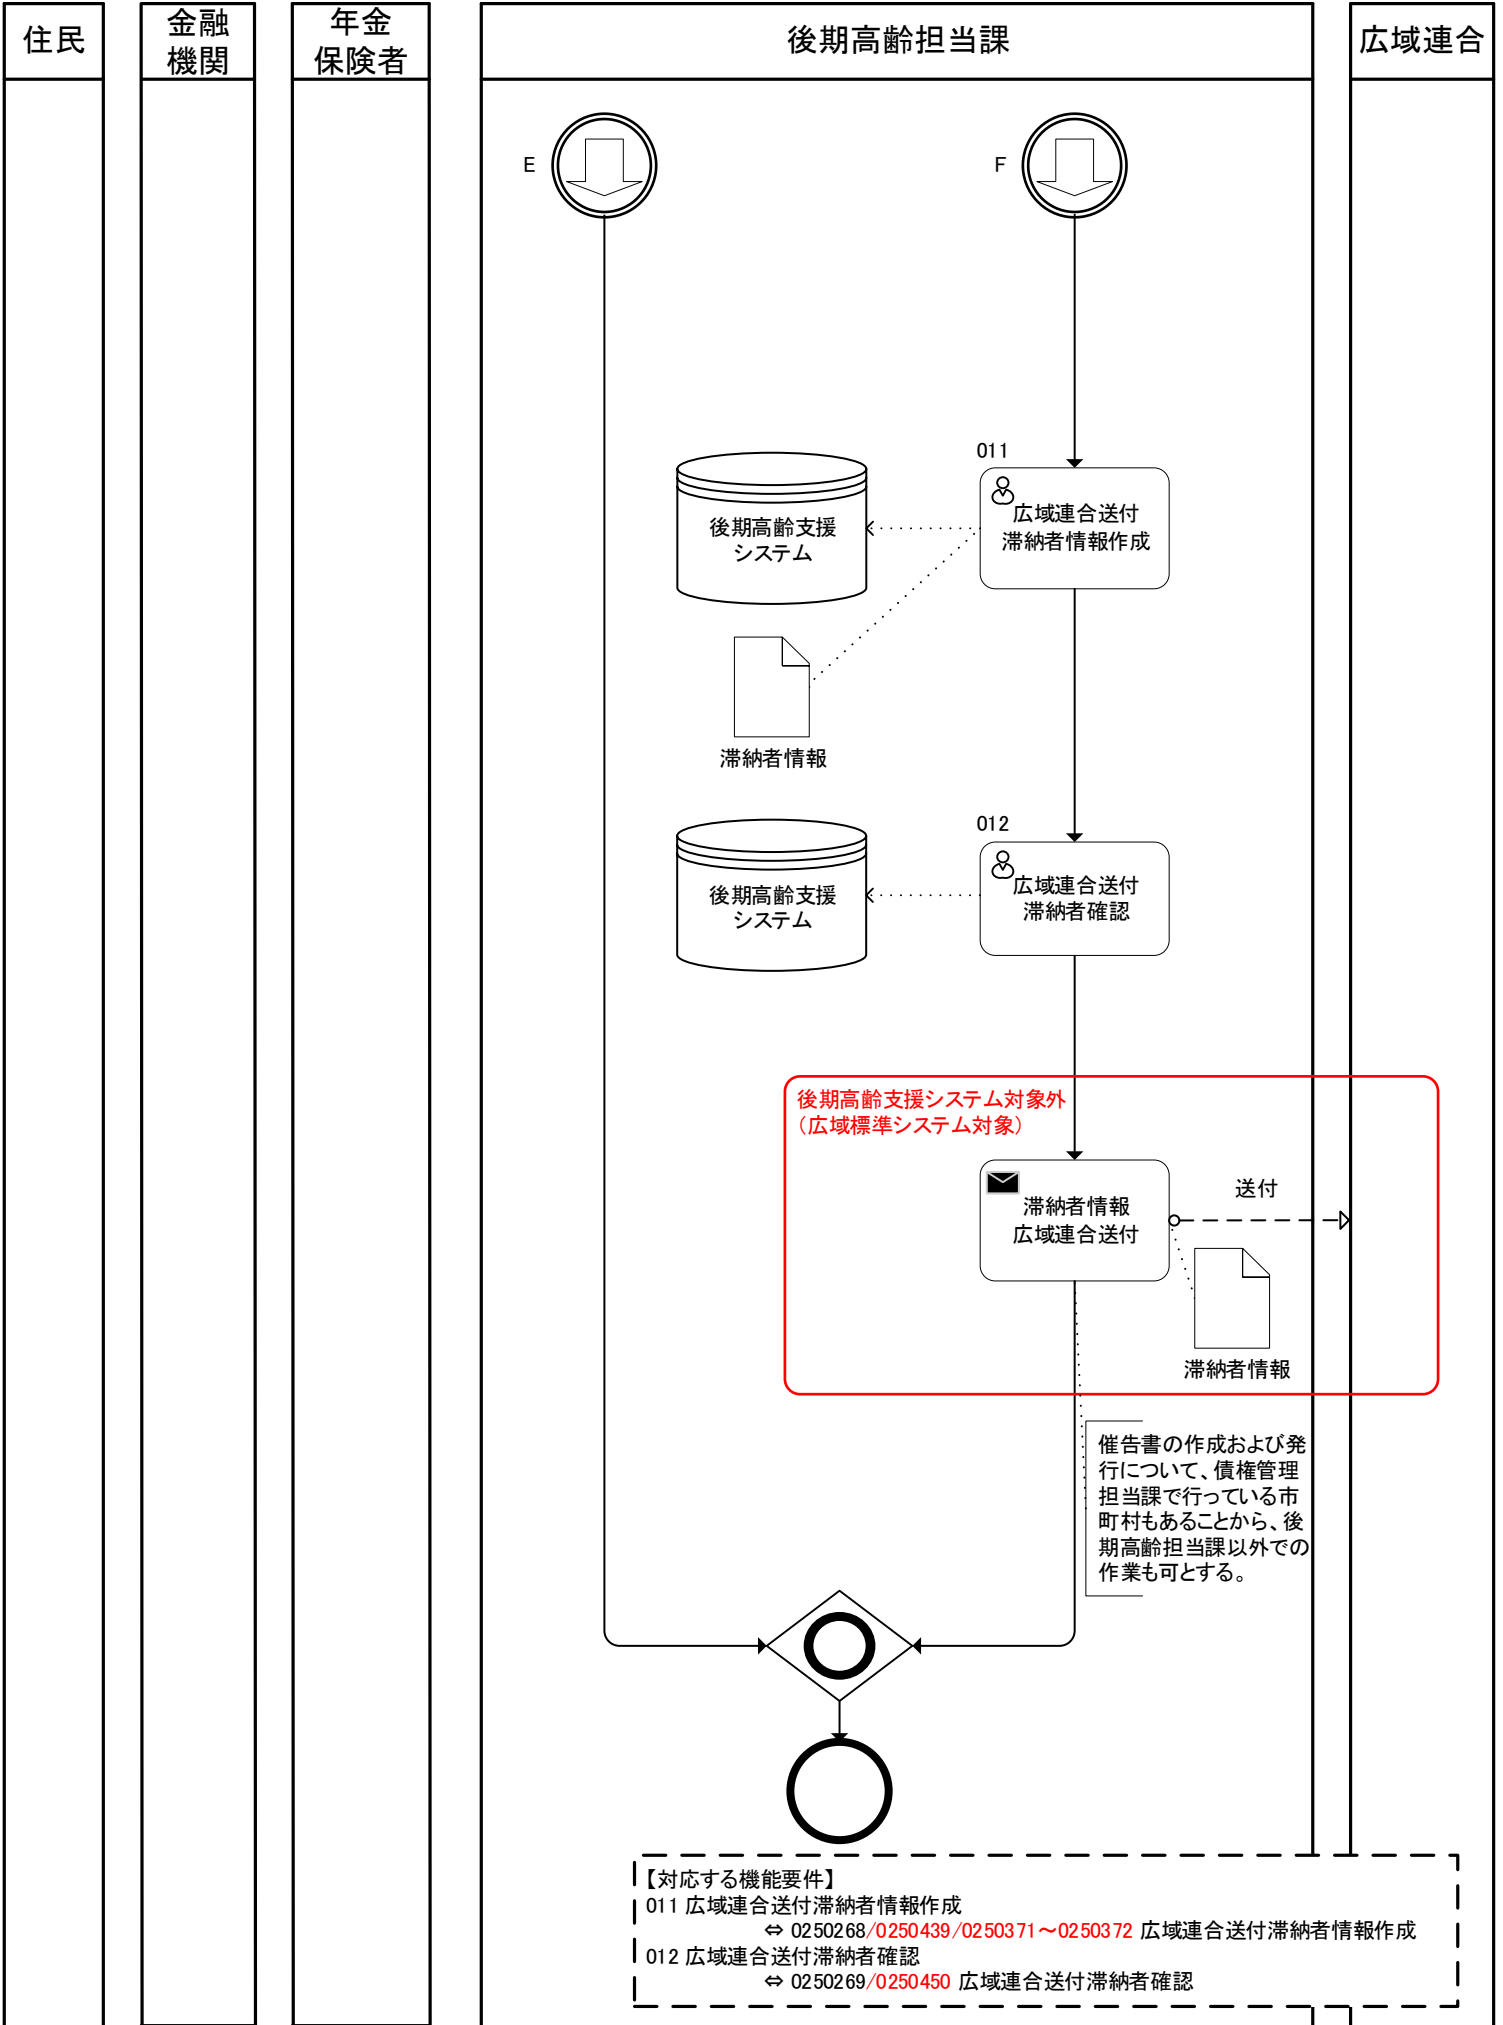 住民
金融
機関
年金
保険者
後期高齢担当課
広域連合
E
F
011
広域連合送付
滞納者情報作成
後期高齢支援
システム
滞納者情報
012
広域連合送付
滞納者確認
後期高齢支援
システム
後期高齢支援システム対象外
（広域標準システム対象）
滞納者情報
広域連合送付
送付
滞納者情報
催告書の作成および発
行について、債権管理
担当課で行っている市
町村もあることから、後
期高齢担当課以外での
作業も可とする。
【対応する機能要件】
011 広域連合送付滞納者情報作成
⇔ 0250268/0250439/0250371～0250372 広域連合送付滞納者情報作成
012 広域連合送付滞納者確認
⇔ 0250269/0250450 広域連合送付滞納者確認